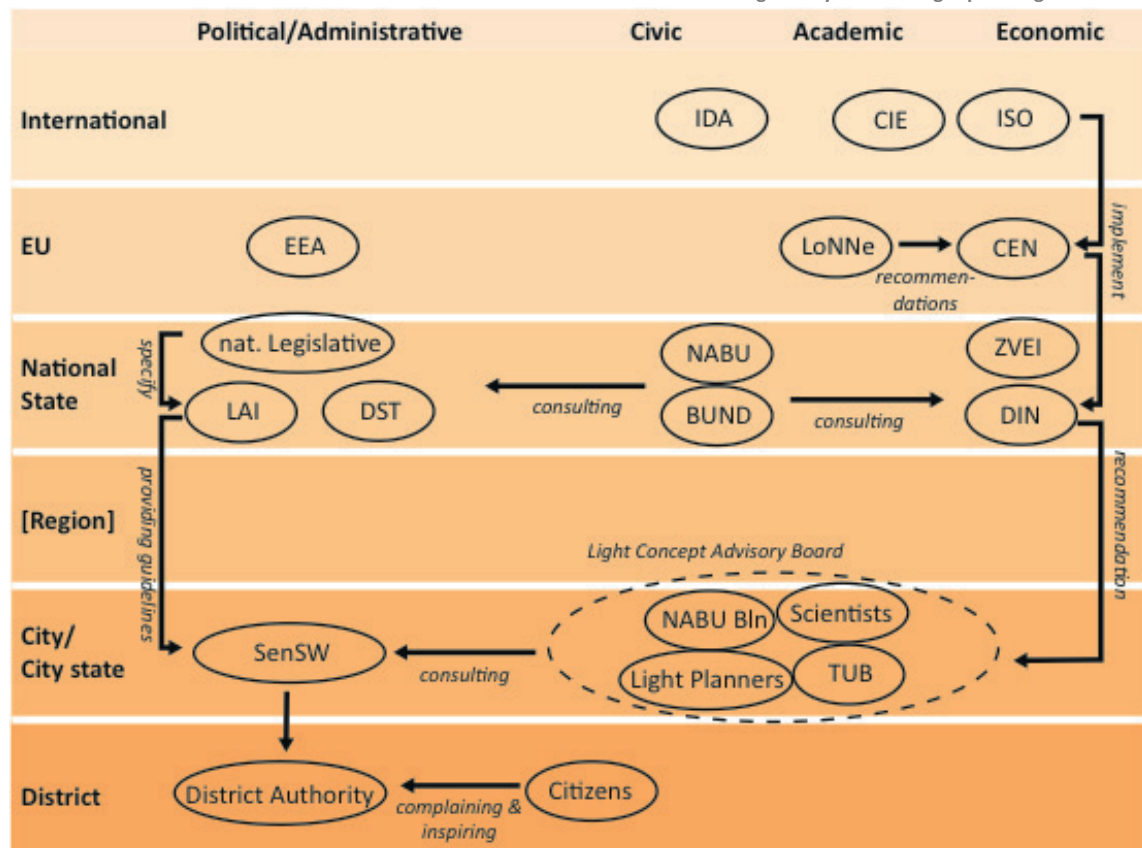 Political/Administrative Civic Academic Economic
International
IDA
CIE
ISO
implement
EU
EEA
LoNNe
recommen-
dations
CEN
National
State
nat. Legislative
specify
LAI
DST
consulting
NABU
BUND
consulting
ZVEI
DIN
[Region]
providing guidelines
recommendation
Light Concept Advisory Board
City/
City state
SenSW
consulting
NABU Bln
Scientists
Light Planners
TUB
District
District Authority
complaining &
inspiring
Citizens